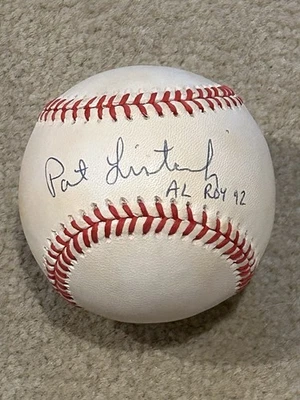 Pat Listach
AL ROY 92